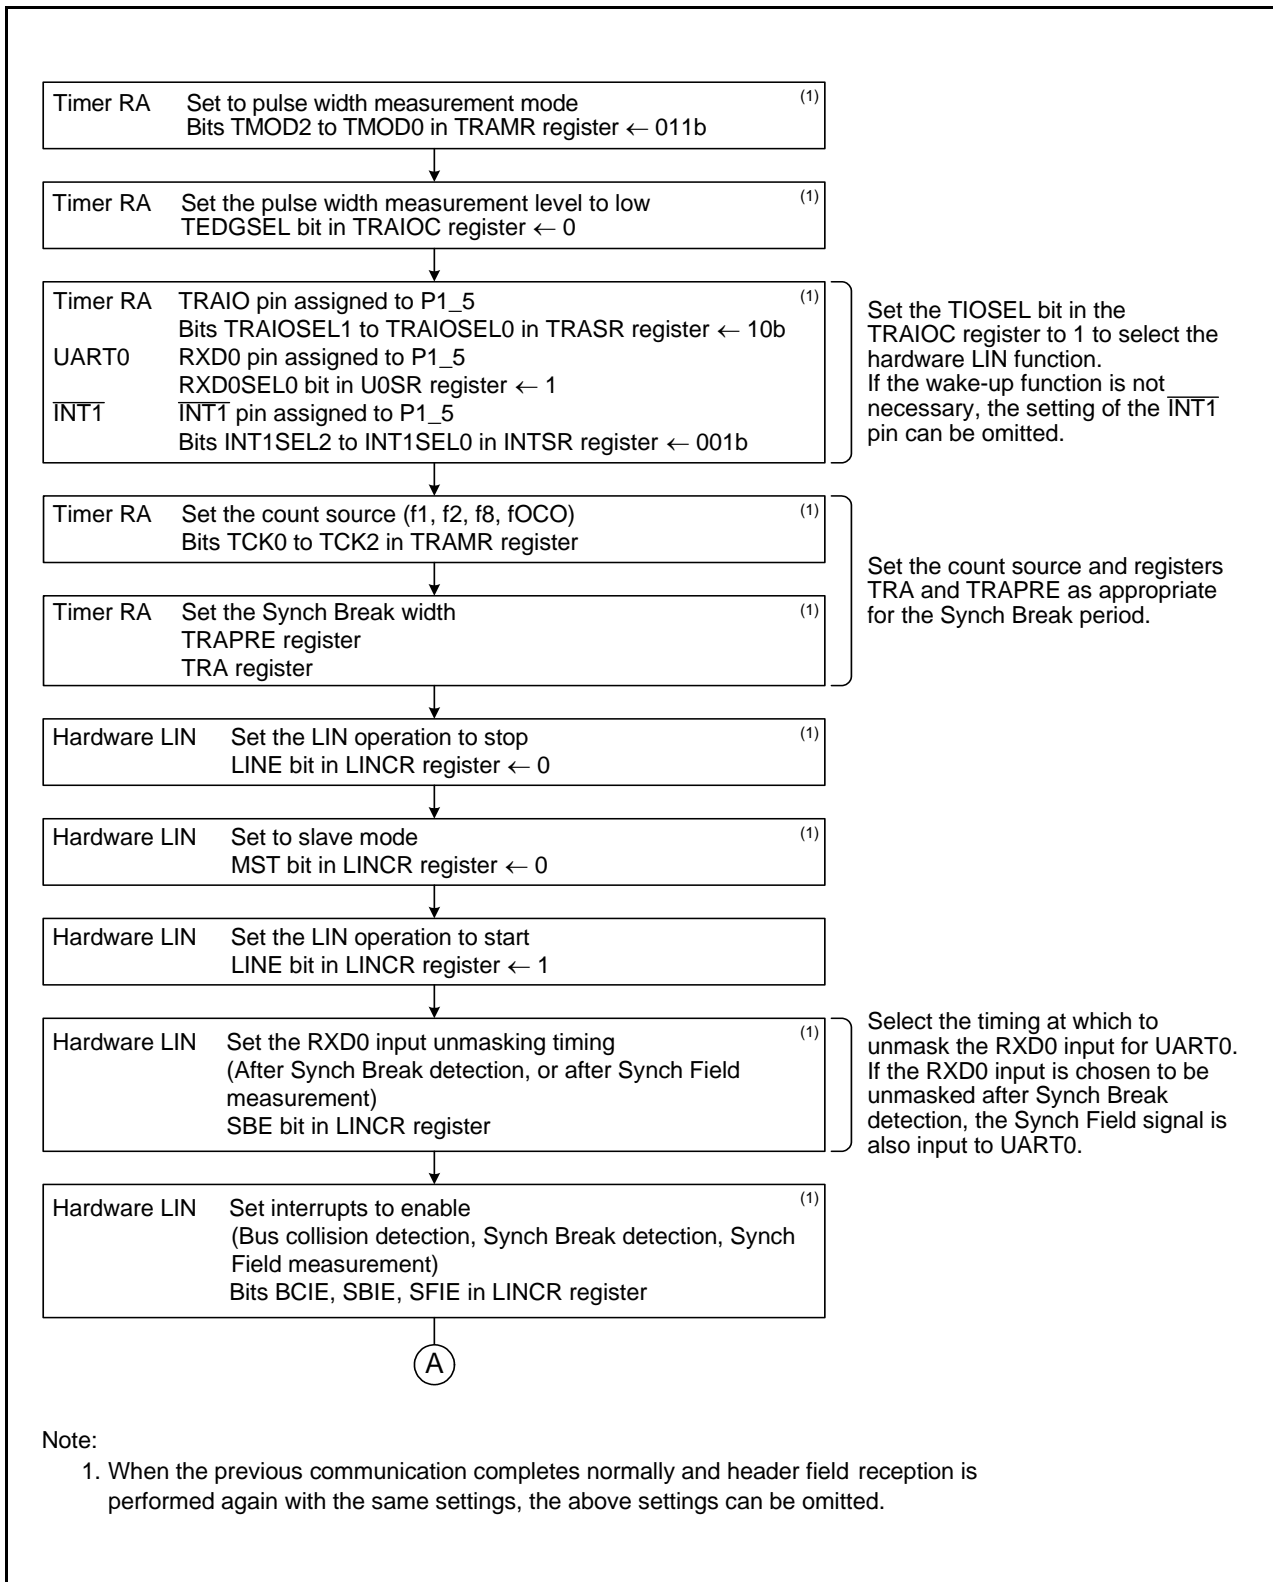 Timer RA Set to pulse width measurement mode (1)
Bits TMOD2 to TMOD0 in TRAMR register ← 011b
Timer RA Set the pulse width measurement level to low (1)
TEDGSEL bit in TRAIOC register ← 0
Timer RA TRAIO pin assigned to P1_5 (1)
Bits TRAIOSEL1 to TRAIOSEL0 in TRASR register ← 10b
UART0 RXD0 pin assigned to P1_5
RXD0SEL0 bit in U0SR register ← 1
INT1 INT1 pin assigned to P1_5
Bits INT1SEL2 to INT1SEL0 in INTSR register ← 001b
Set the TIOSEL bit in the
TRAIOC register to 1 to select the
hardware LIN function.
If the wake-up function is not
necessary, the setting of the INT1
pin can be omitted.
Timer RA Set the count source (f1, f2, f8, fOCO) (1)
Bits TCK0 to TCK2 in TRAMR register
Timer RA Set the Synch Break width (1)
TRAPRE register
TRA register
Set the count source and registers
TRA and TRAPRE as appropriate
for the Synch Break period.
Hardware LIN Set the LIN operation to stop (1)
LINE bit in LINCR register ← 0
Hardware LIN Set to slave mode (1)
MST bit in LINCR register ← 0
Hardware LIN Set the LIN operation to start
LINE bit in LINCR register ← 1
Hardware LIN Set the RXD0 input unmasking timing (1)
(After Synch Break detection, or after Synch Field
measurement)
SBE bit in LINCR register
Select the timing at which to
unmask the RXD0 input for UART0.
If the RXD0 input is chosen to be
unmasked after Synch Break
detection, the Synch Field signal is
also input to UART0.
Hardware LIN Set interrupts to enable (1)
(Bus collision detection, Synch Break detection, Synch
Field measurement)
Bits BCIE, SBIE, SFIE in LINCR register
A
Note:
1. When the previous communication completes normally and header field reception is
performed again with the same settings, the above settings can be omitted.